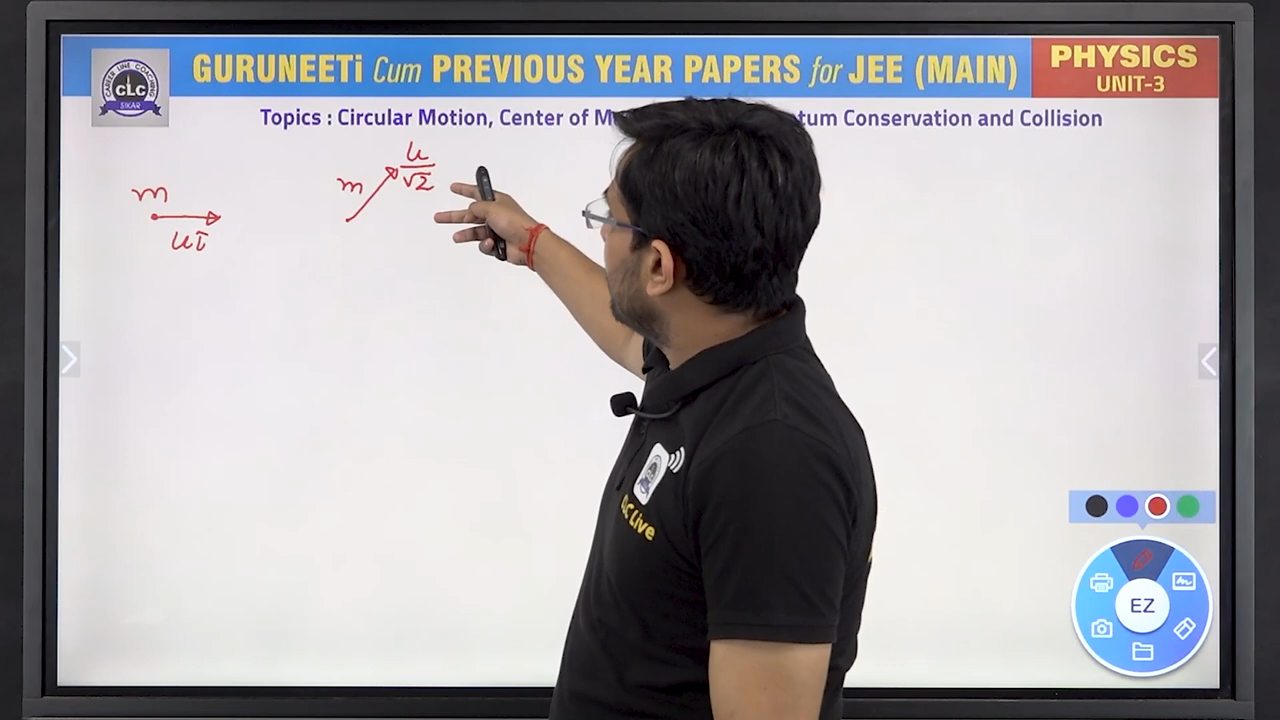 GURUNEETi Cum PREVIOUS YEAR PAPERS for JEE (MAIN)
PHYSICS
UNIT-3
CAREER LINE COACHING
CLC
SIKAR
Topics : Circular Motion, Center of M tum Conservation and Collision
m
uî
m
u
√2
Live
EZ